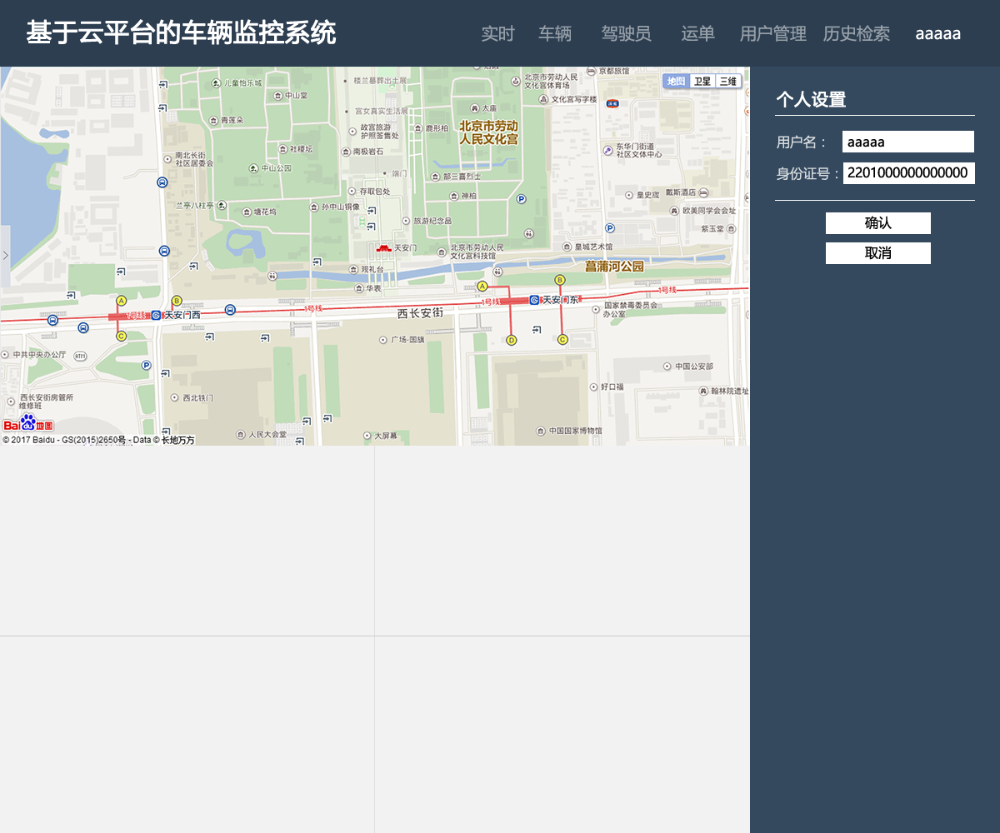 基于云平台的车辆监控系统
实时
车辆
驾驶员
运单
用户管理
历史检索
aaaaa
个人设置
用户名：
aaaaa
身份证号：
2201000000000000
确认
取消
地图
卫星
三维
儿童怡乐城
中山堂
楼兰墓葬出土展
北京市劳动人民
文化宫体育场
京都旅馆
文化宫写字楼
宫女真实生活展
太庙
青莲朵
故宫旅游
护照签售处
鹿形柏
北京市劳动
人民文化宫
南北长街
社区居委会
社稷坛
南极岩石
东华门街道
社区文体中心
中山公园
端门
郜三喜烈士
存取包处
神柏
皇史宬
戴斯酒店
兰亭八柱亭
塘花坞
孙中山铜像
欧美同学会会址
旅游纪念品
紫玉堂
天安门
北京市劳动人民
文化宫科技馆
皇城艺术馆
观礼台
菖蒲河公园
华表
A
B
A
B
1号线
1号线
1号线
1号线
天安门西
天安门东
西长安街
国家禁毒委员会
办公室
C
D
C
P
P
P
广场-国旗
中共中央办公厅
中国公安部
西长安街房管所
维修班
西北铁门
好口福
翰林院遗址
人民大会堂
大屏幕
中国国家博物馆
Bai du 地图
© 2017 Baidu - GS(2015)2650号 - Data © 长地万方